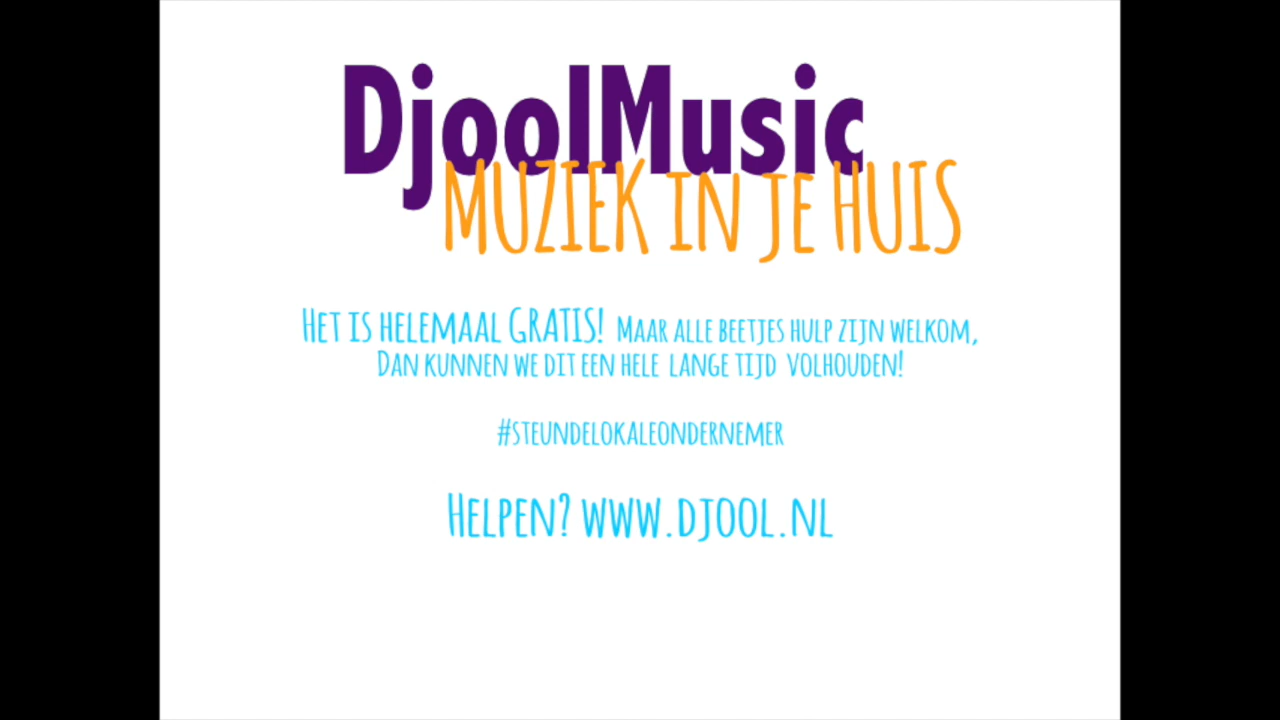 DjoolMusic
MUZIEK IN JE HUIS
HET IS HELEMAAL GRATIS! MAAR ALLE BEETJES HULP ZIJN WELKOM,
DAN KUNNEN WE DIT EEN HELE LANGE TIJD VOLHOUDEN!
#STEUNDELOKALEONDERNEMER
HELPEN? WWW.DJOOL.NL